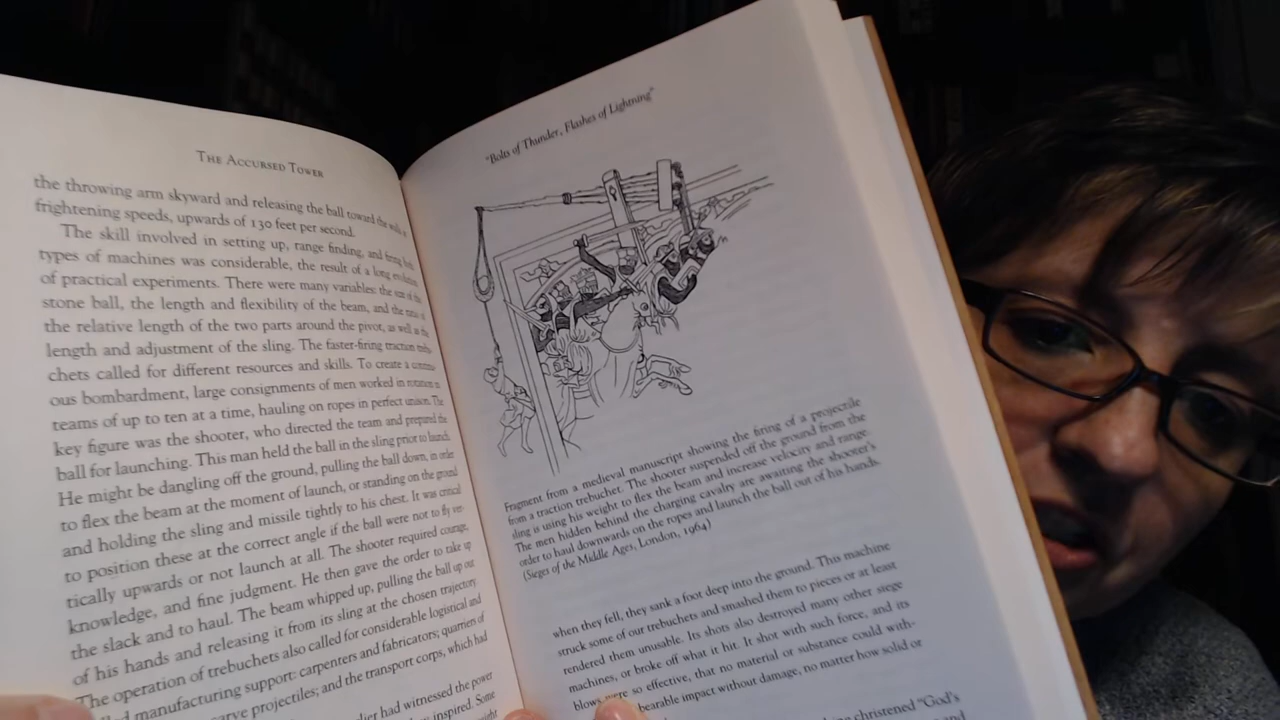 THE ACCURSED TOWER
the throwing arm skyward and releasing the ball toward the walls at
frightening speeds, upwards of 130 feet per second.
The skill involved in setting up, range finding, and firing both
types of machines was considerable, the result of a long evolution
of practical experiments. There were many variables: the size of the
stone ball, the length and flexibility of the beam, and the ratio of
the relative length of the two parts around the pivot, as well as the
length and adjustment of the sling. The faster-firing traction trebu-
chets called for different resources and skills. To create a continu-
ous bombardment, large consignments of men worked in rotation in
teams of up to ten at a time, hauling on ropes in perfect unison. The
key figure was the shooter, who directed the team and prepared the
ball for launching. This man held the ball in the sling prior to launch.
He might be dangling off the ground, pulling the ball down, in order
to flex the beam at the moment of launch, or standing on the ground
and holding the sling and missile tightly to his chest. It was critical
to position these at the correct angle if the ball were not to fly ver-
tically upwards or not launch at all. The shooter required courage,
knowledge, and fine judgment. He then gave the order to take up
the slack and to haul. The beam whipped up, pulling the ball up out
of his hands and releasing it from its sling at the chosen trajectory
The operation of trebuchets also called for considerable logistical and
manufacturing support: carpenters and fabricators; quarries of
projectiles; and the transport corps, which had
had witnessed the power
inspired. Some
"Bolts of Thunder, Flashes of Lightning"
Fragment from a medieval manuscript showing the firing of a projectile
from a traction trebuchet. The shooter suspended off the ground from the
sling is using his weight to flex the beam and increase velocity and range.
The men hidden behind the charging cavalry are awaiting the shooter's
order to haul downwards on the ropes and launch the ball out of his hands.
(Sieges of the Middle Ages, London, 1964)
when they fell, they sank a foot deep into the ground. This machine
struck some of our trebuchets and smashed them to pieces or at least
rendered them unusable. Its shots also destroyed many other siege
machines, or broke off what it hit. It shot with such force, and its
blows were so effective, that no material or substance could with-
bearable impact without damage, no matter how solid or
christened "God's
and